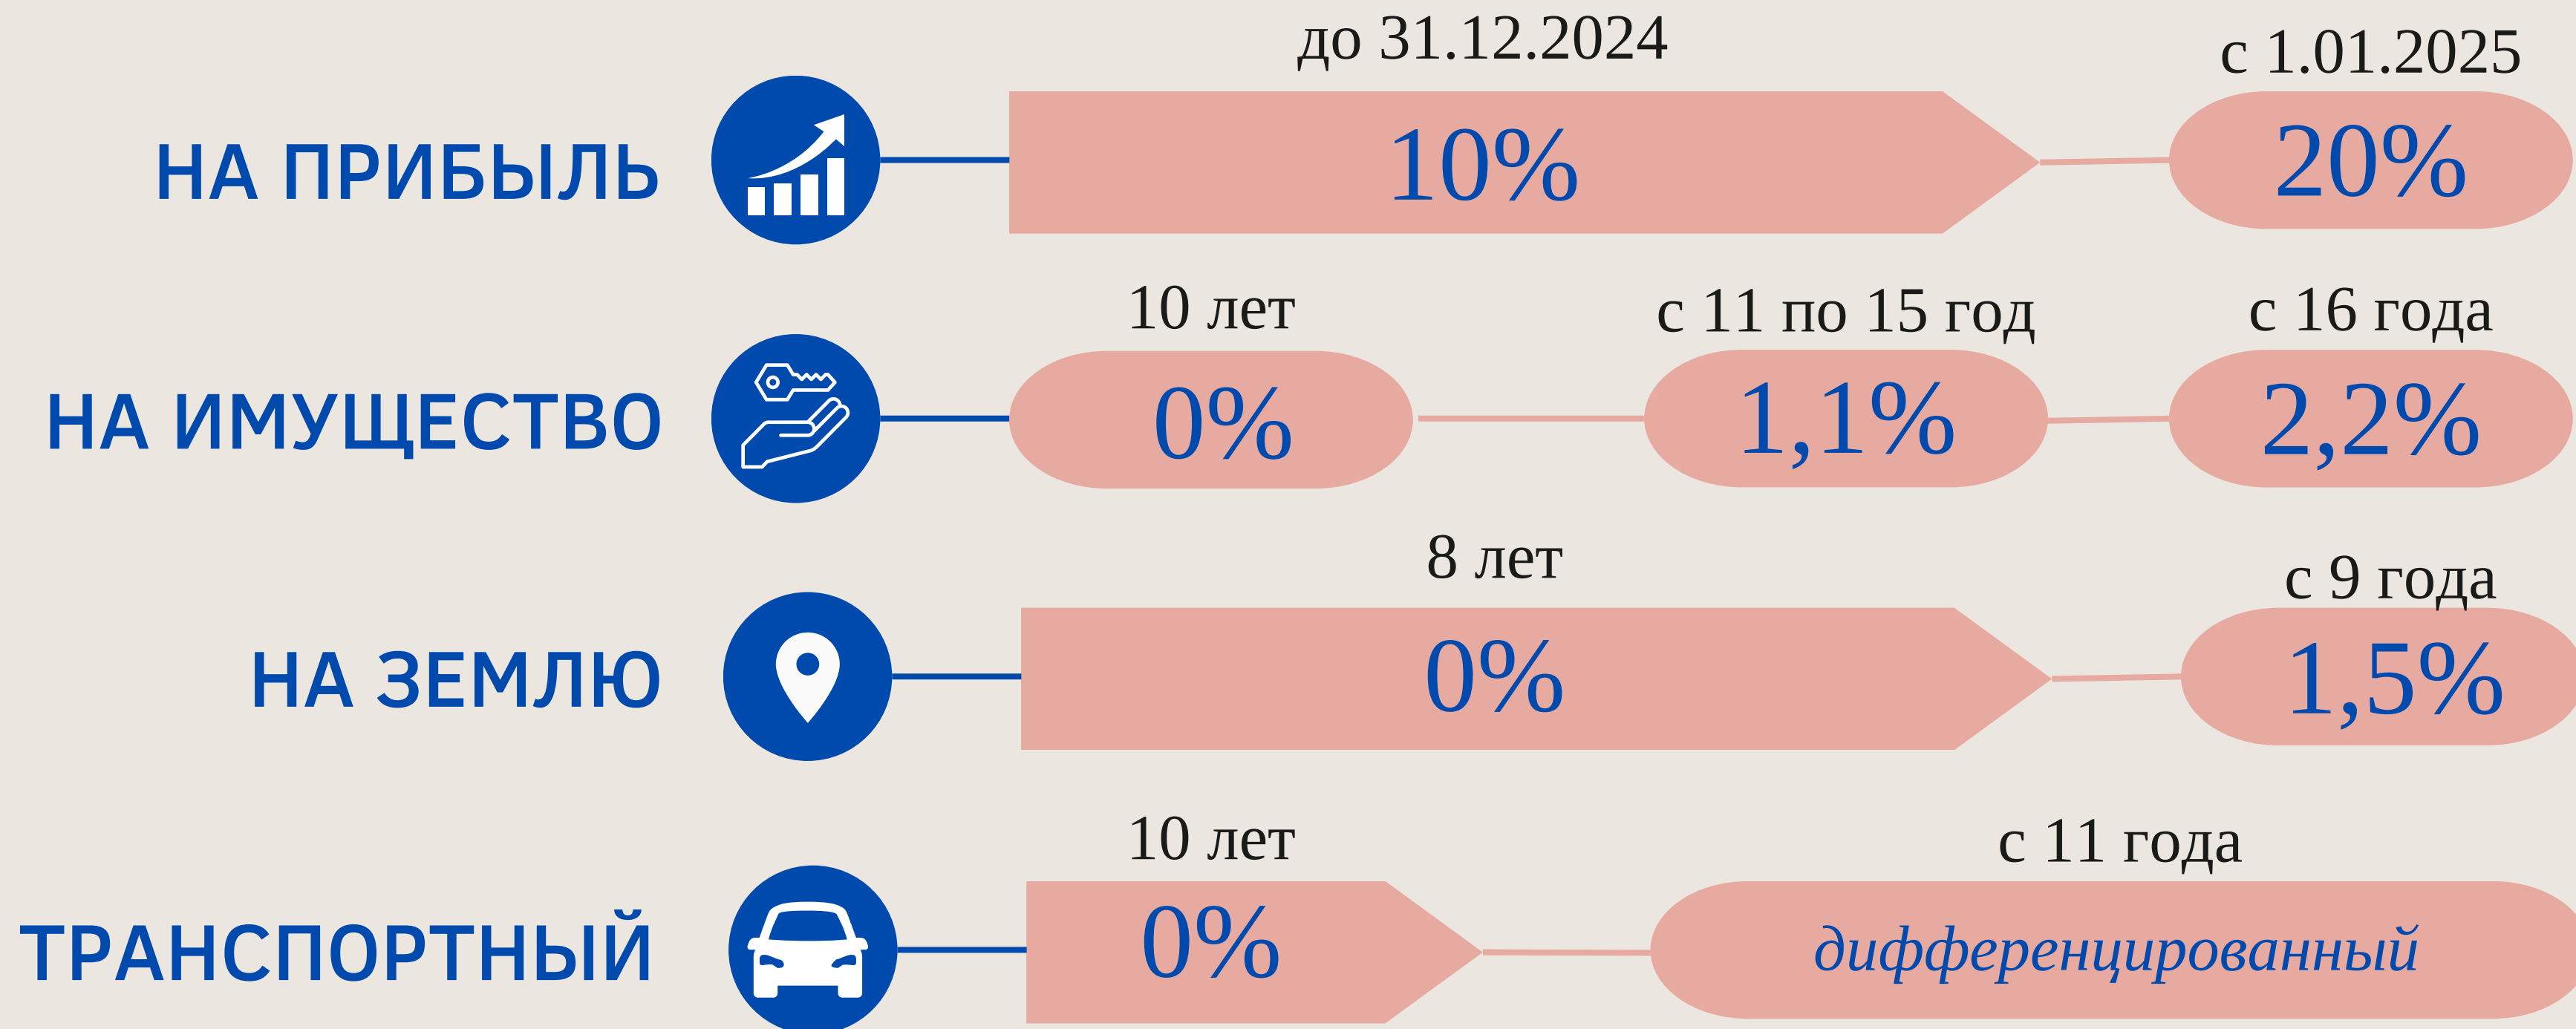 до 31.12.2024
с 1.01.2025
НА ПРИБЫЛЬ
10%
20%
10 лет
с 11 по 15 год
с 16 года
НА ИМУЩЕСТВО
0%
1,1%
2,2%
8 лет
с 9 года
НА ЗЕМЛЮ
0%
1,5%
10 лет
с 11 года
ТРАНСПОРТНЫЙ
0%
дифференцированный